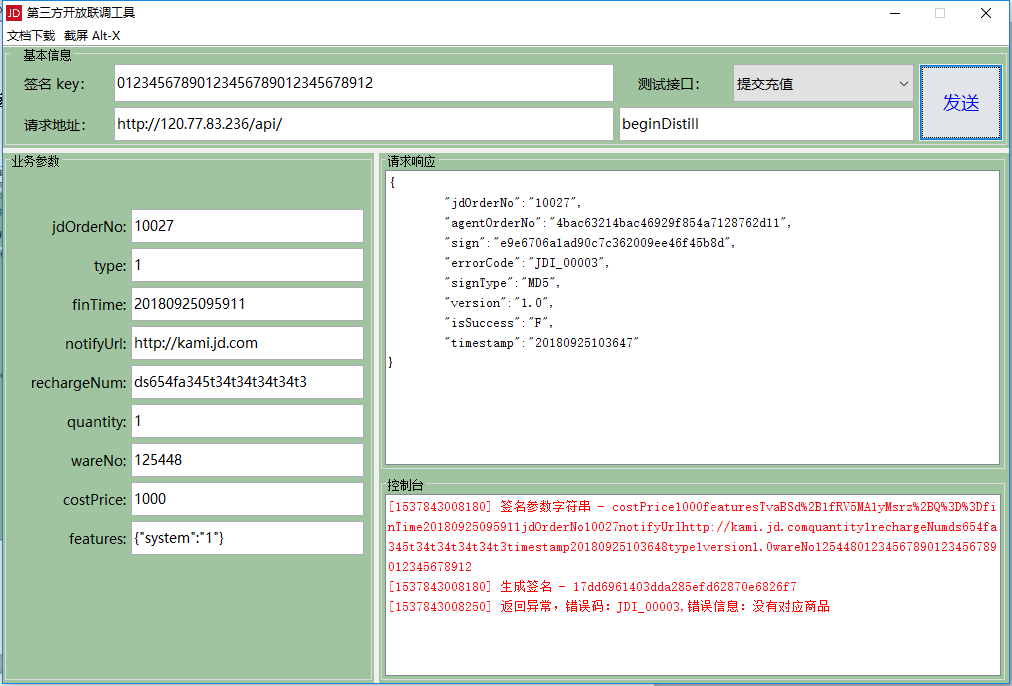 JD 第三方开放联调工具
文档下载 截屏 Alt-X
基本信息
签名 key: 01234567890123456789012345678912
测试接口: 提交充值
发送
请求地址: http://120.77.83.236/api/
beginDistill
业务参数
jdOrderNo: 10027
type: 1
finTime: 20180925095911
notifyUrl: http://kami.jd.com
rechargeNum: ds654fa345t34t34t34t34t3
quantity: 1
wareNo: 125448
costPrice: 1000
features: {"system":"1"}
请求响应
{
"jdOrderNo":"10027",
"agentOrderNo":"4bac63214bac46929f854a7128762d11",
"sign":"e9e6706a1ad90c7c362009ee46f45b8d",
"errorCode":"JDI_00003",
"signType":"MD5",
"version":"1.0",
"isSuccess":"F",
"timestamp":"20180925103647"
}
控制台
[1537843008180] 签名参数字符串 - costPrice1000featuresTvaBSd%2B1fRV5MA1yMsrz%2BQ%3D%3Dfi
nTime20180925095911jdOrderNo10027notifyUrlhttp://kami.jd.comquantity1rechargeNumds654fa
345t34t34t34t34t3timestamp20180925103648type1version1.0wareNo12544801234567890123456789
012345678912
[1537843008180] 生成签名 - 17dd6961403dda285efd62870e6826f7
[1537843008250] 返回异常，错误码：JDI_00003,错误信息：没有对应商品